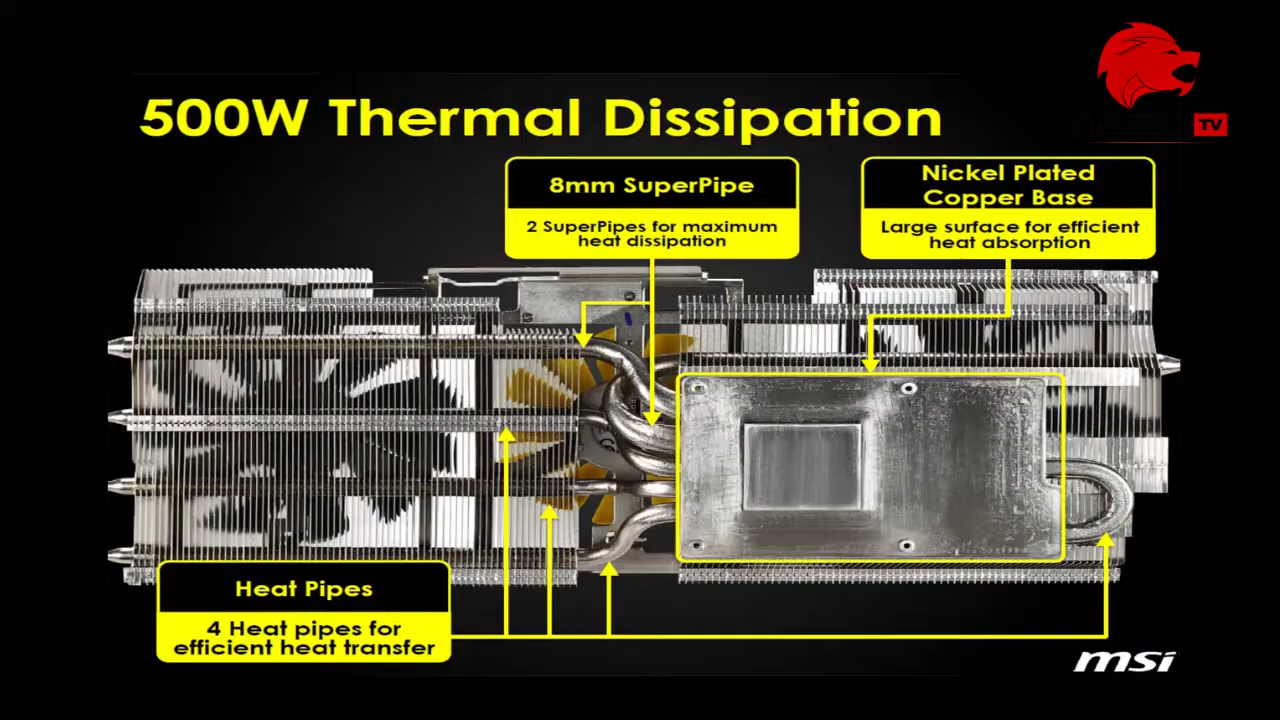 TV
500W Thermal Dissipation
8mm SuperPipe
2 SuperPipes for maximum
heat dissipation
Nickel Plated
Copper Base
Large surface for efficient
heat absorption
Heat Pipes
4 Heat pipes for
efficient heat transfer
msi